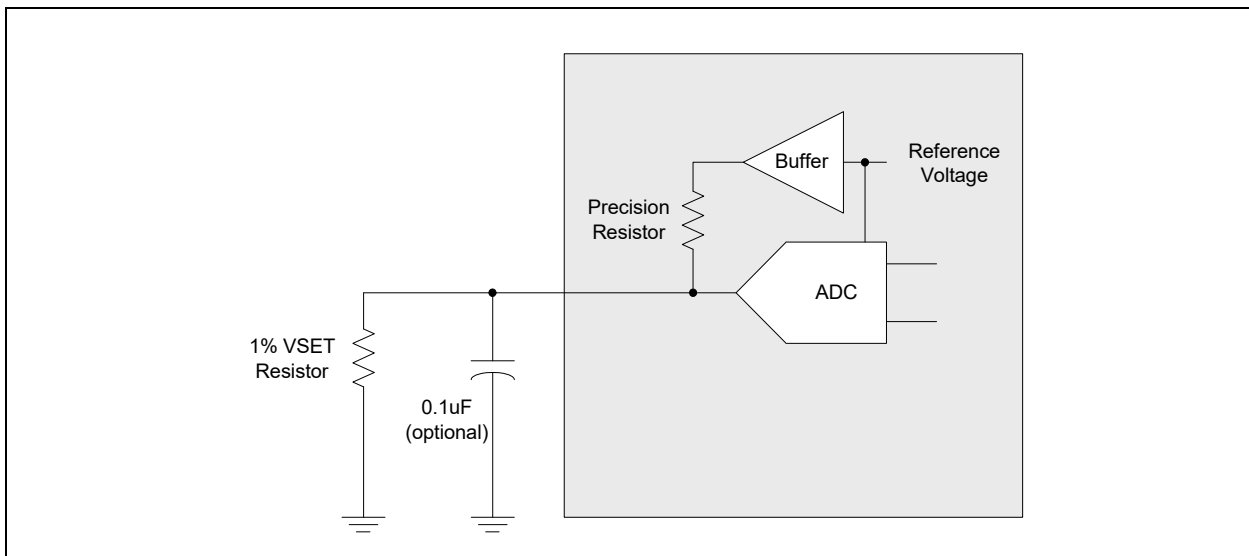 Buffer
Reference
Voltage
Precision
Resistor
ADC
1% VSET
Resistor
0.1uF
(optional)